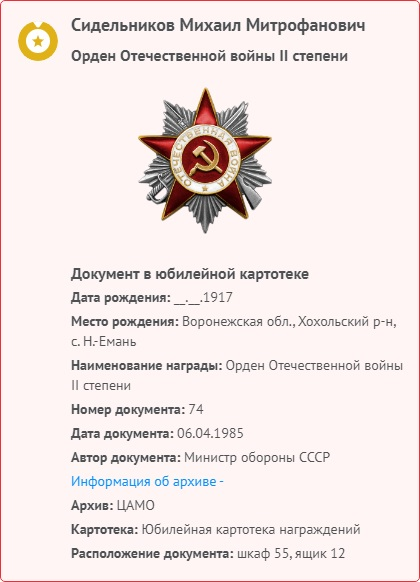 Сидельников Михаил Митрофанович
Орден Отечественной войны II степени
ОТЕЧЕСТВЕННАЯ ВОЙНА
Документ в юбилейной картотеке
Дата рождения: __.__.1917
Место рождения: Воронежская обл., Хохольский р-н,
с. Н.-Емань
Наименование награды: Орден Отечественной войны
II степени
Номер документа: 74
Дата документа: 06.04.1985
Автор документа: Министр обороны СССР
Информация об архиве -
Архив: ЦАМО
Картотека: Юбилейная картотека награждений
Расположение документа: шкаф 55, ящик 12